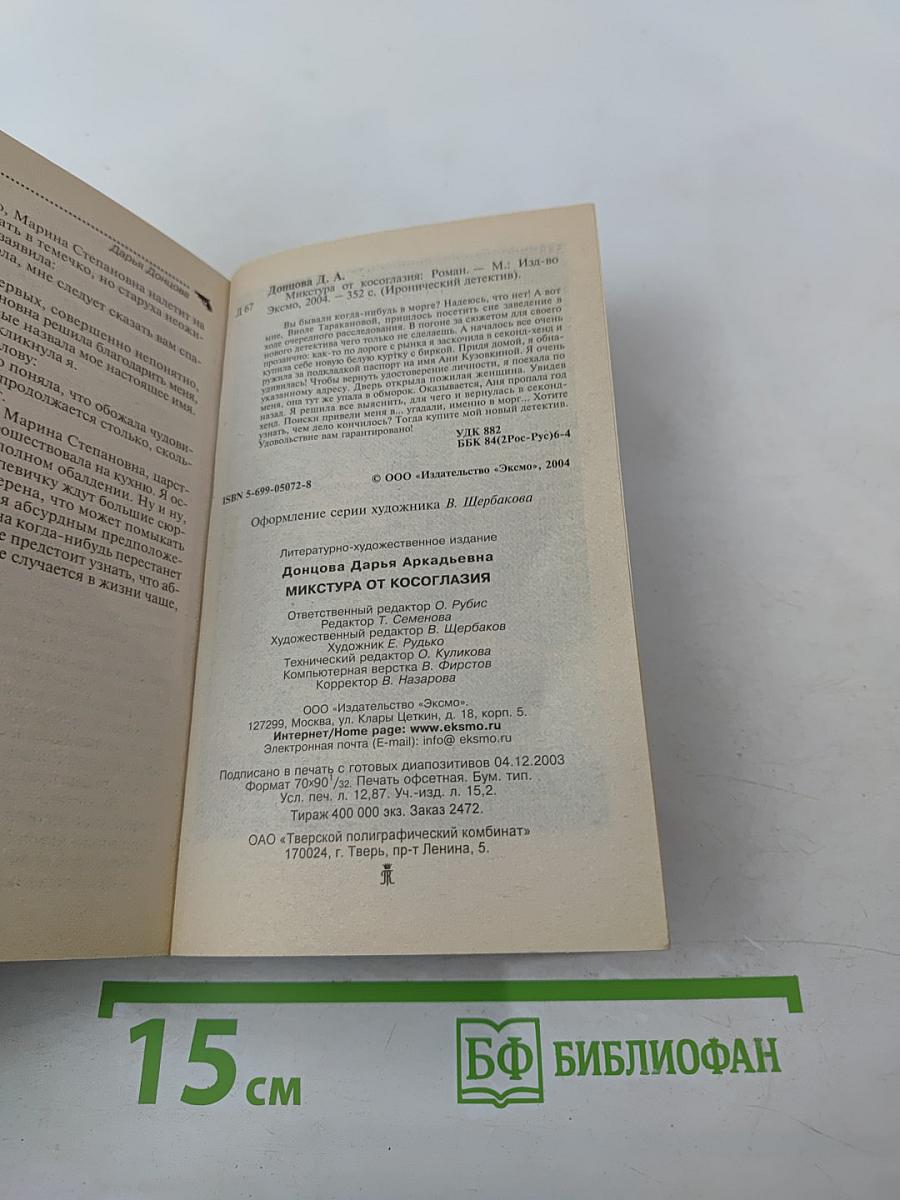 Дарья Донцова
о, Марина Степановна налетит на
ать в темечко, но старуха неожи-
заявила:
ла, мне следует сказать вам спа-
ервых, совершенно непонятно,
новна решила благодарить меня,
ые назвала мое настоящее имя.
кликнула я.
лову:
о поняла, что обожала чудови-
продолжается столько, сколь-
Марина Степановна, царст-
рошествовала на кухню. Я ос-
полном обалдении. Ну и ну,
певичку ждут большие сюр-
ерена, что может помыкать
я абсурдным предположе-
на когда-нибудь перестанет
е предстоит узнать, что аб-
е случается в жизни чаще,
Донцова Д. А.
Д 67 Микстура от косоглазия: Роман. — М.: Изд-во
Эксмо, 2004. — 352 с. (Иронический детектив).
Вы бывали когда-нибудь в морге? Надеюсь, что нет! А вот
мне, Виоле Таракановой, пришлось посетить сие заведение в
ходе очередного расследования. В погоне за сюжетом для своего
нового детектива чего только не сделаешь. А началось все очень
прозаично: как-то по дороге с рынка я заскочила в секонд-хенд и
купила себе новую белую куртку с биркой. Придя домой, я обна-
ружила за подкладкой паспорт на имя Ани Кузовкиной. Я очень
удивилась! Чтобы вернуть удостоверение личности, я поехала по
указанному адресу. Дверь открыла пожилая женщина. Увидев
меня, она тут же упала в обморок. Оказывается, Аня пропала год
назад. Я решила все выяснить, для чего и вернулась в секонд-
хенд. Поиски привели меня в... угадали, именно в морг... Хотите
узнать, чем дело кончилось? Тогда купите мой новый детектив.
Удовольствие вам гарантировано!
УДК 882
ББК 84(2Рос-Рус)6-4
ISBN 5-699-05072-8
© ООО «Издательство «Эксмо», 2004
Оформление серии художника В. Щербакова
Литературно-художественное издание
Донцова Дарья Аркадьевна
МИКСТУРА ОТ КОСОГЛАЗИЯ
Ответственный редактор О. Рубис
Редактор Т. Семенова
Художественный редактор В. Щербаков
Художник Е. Рудько
Технический редактор О. Куликова
Компьютерная верстка В. Фирстов
Корректор В. Назарова
ООО «Издательство «Эксмо».
127299, Москва, ул. Клары Цеткин, д. 18, корп. 5.
Интернет/Home page: www.eksmo.ru
Электронная почта (E-mail): info@ eksmo.ru
Подписано в печать с готовых диапозитивов 04.12.2003
Формат 70×90 1/32. Печать офсетная. Бум. тип.
Усл. печ. л. 12,87. Уч.-изд. л. 15,2.
Тираж 400 000 экз. Заказ 2472.
ОАО «Тверской полиграфический комбинат»
170024, г. Тверь, пр-т Ленина, 5.
15 см
БФ БИБЛИОФАН